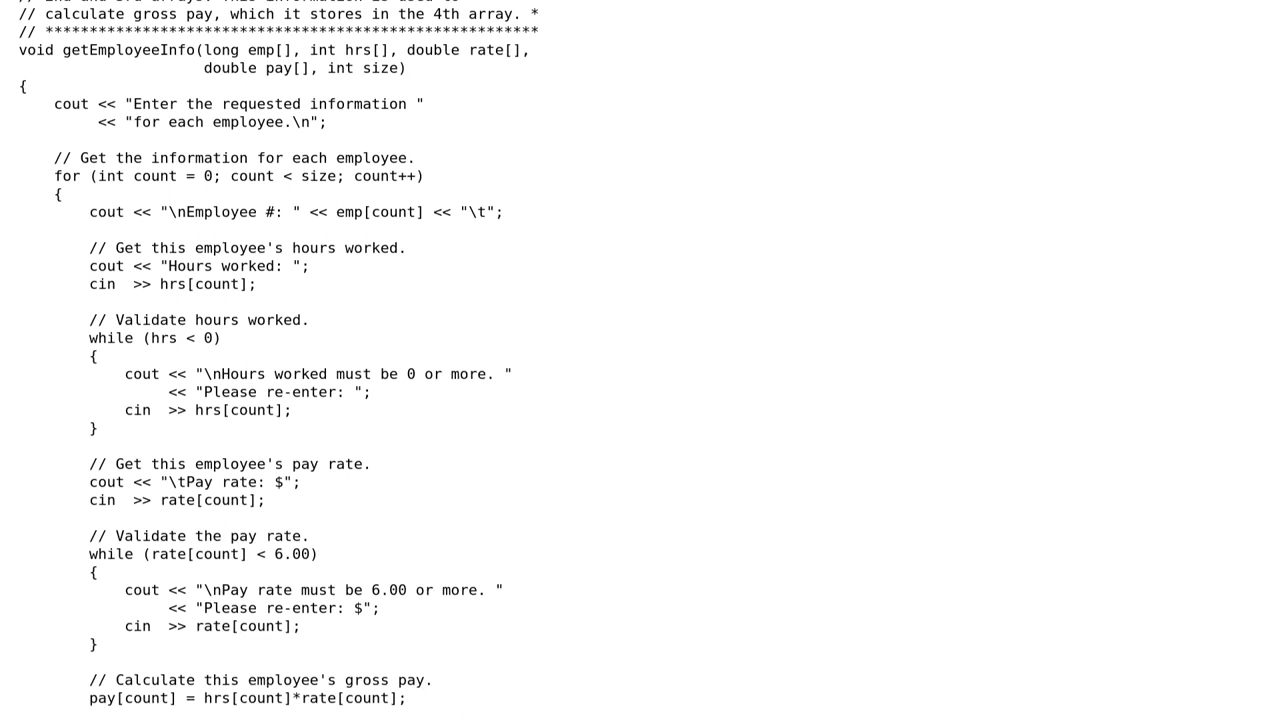 // calculate gross pay, which it stores in the 4th array. *
// ********************************************************
void getEmployeeInfo(long emp[], int hrs[], double rate[],
                     double pay[], int size)
{
    cout << "Enter the requested information "
         << "for each employee.\n";

    // Get the information for each employee.
    for (int count = 0; count < size; count++)
    {
        cout << "\nEmployee #: " << emp[count] << "\t";

        // Get this employee's hours worked.
        cout << "Hours worked: ";
        cin  >> hrs[count];

        // Validate hours worked.
        while (hrs < 0)
        {
            cout << "\nHours worked must be 0 or more. "
                 << "Please re-enter: ";
            cin  >> hrs[count];
        }

        // Get this employee's pay rate.
        cout << "\tPay rate: $";
        cin  >> rate[count];

        // Validate the pay rate.
        while (rate[count] < 6.00)
        {
            cout << "\nPay rate must be 6.00 or more. "
                 << "Please re-enter: $";
            cin  >> rate[count];
        }

        // Calculate this employee's gross pay.
        pay[count] = hrs[count]*rate[count];